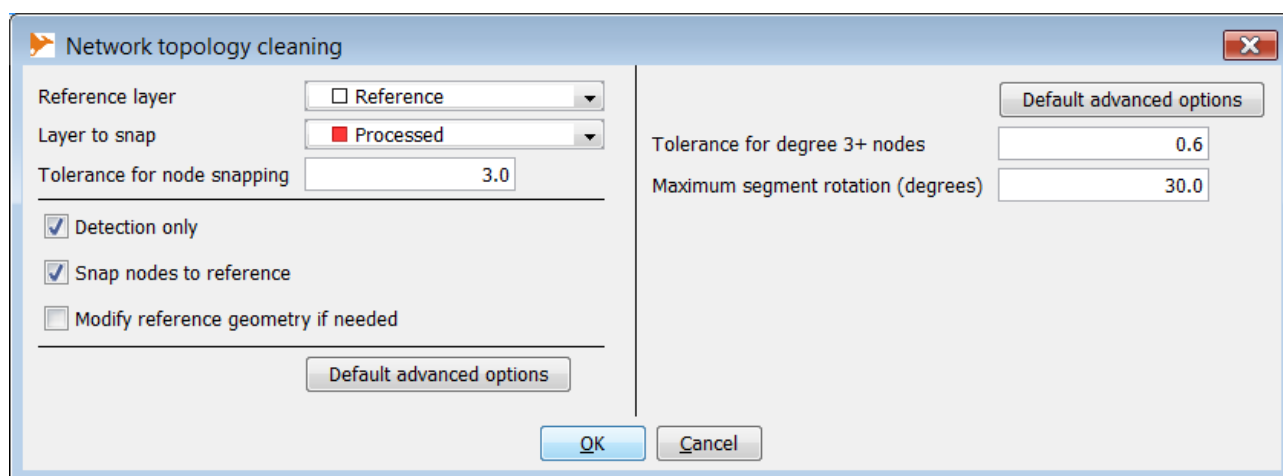 Network topology cleaning
Reference layer Reference
Layer to snap Processed
Tolerance for node snapping 3.0
Detection only
Snap nodes to reference
Modify reference geometry if needed
Default advanced options
Default advanced options
Tolerance for degree 3+ nodes 0.6
Maximum segment rotation (degrees) 30.0
OK Cancel